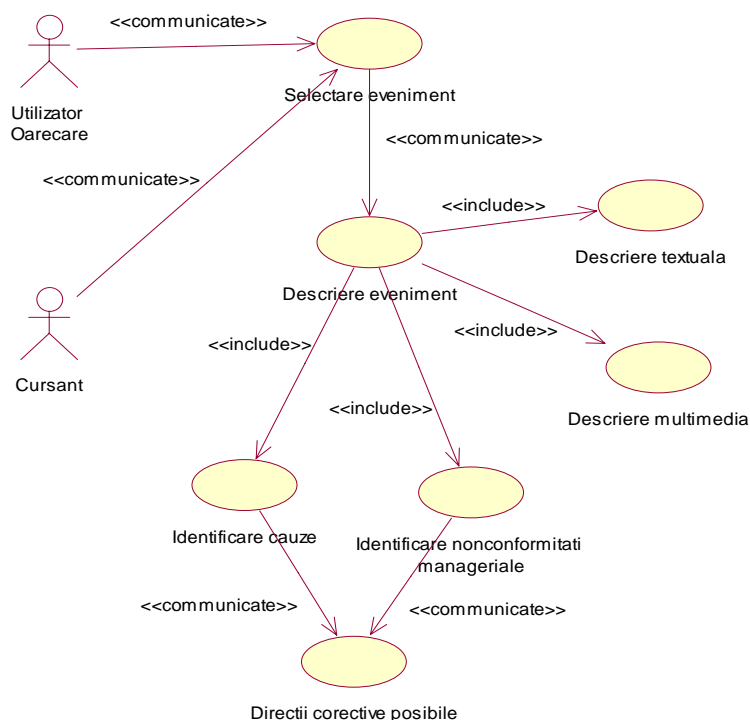 <<communicate>>
Utilizator
Oarecare
Selectare eveniment
<<communicate>>
<<communicate>>
<<include>>
Descriere textuala
Descriere eveniment
<<include>>
<<include>>
Cursant
Descriere multimedia
<<include>>
Identificare cauze
Identificare nonconformitati
manageriale
<<communicate>>
<<communicate>>
Directii corective posibile